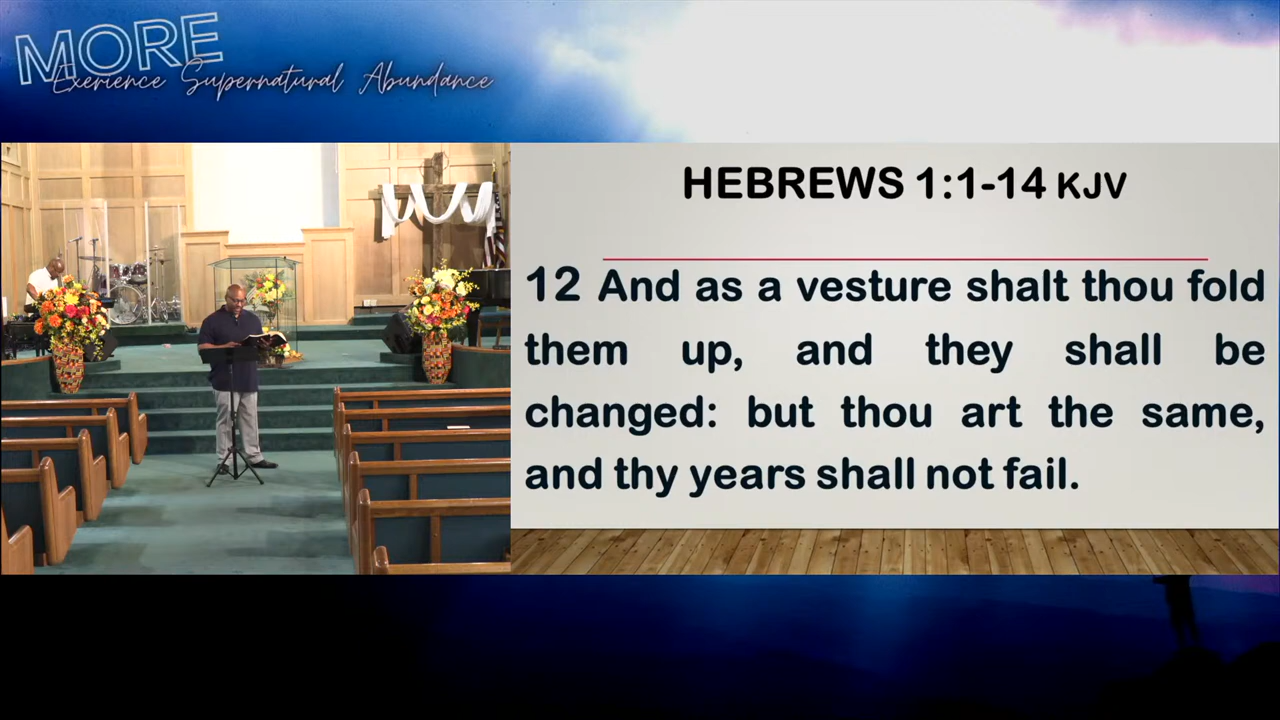 MORE
Exerience Supernatural Abundance
HEBREWS 1:1-14 KJV
12 And as a vesture shalt thou fold
them up, and they shall be
changed: but thou art the same,
and thy years shall not fail.